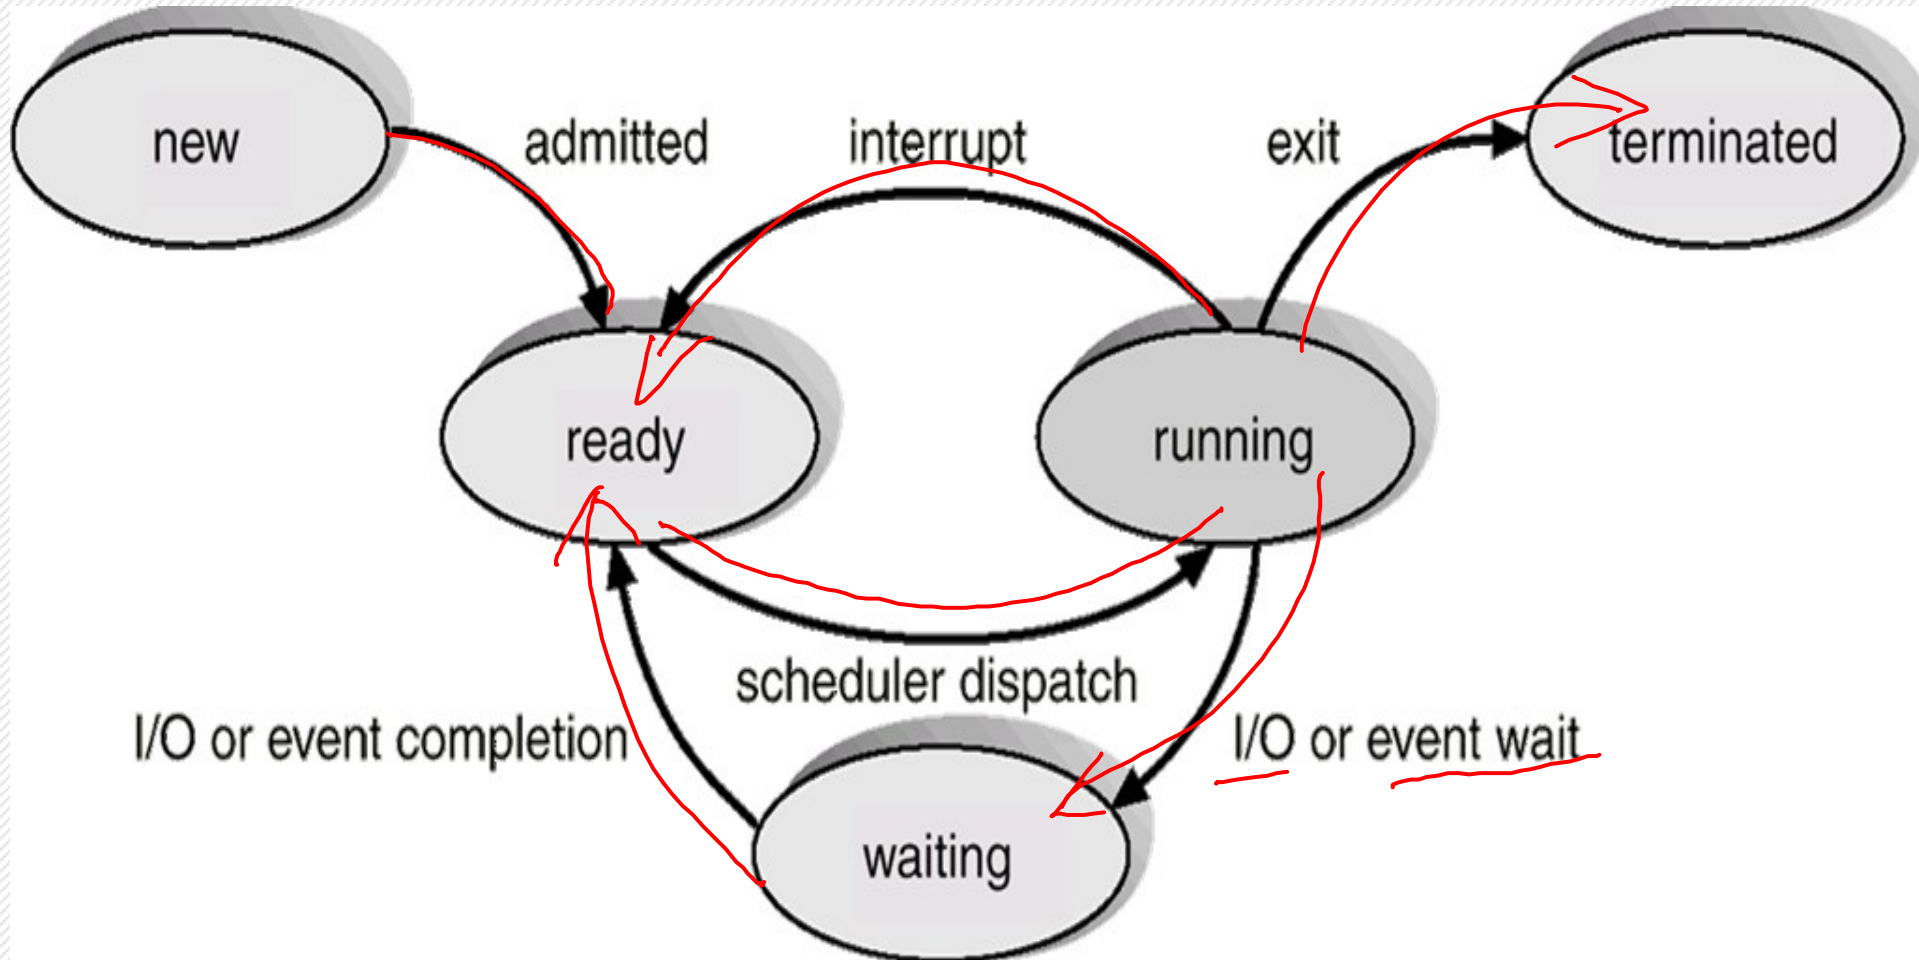 new
admitted
interrupt
exit
terminated
ready
running
scheduler dispatch
I/O or event completion
I/O or event wait
waiting